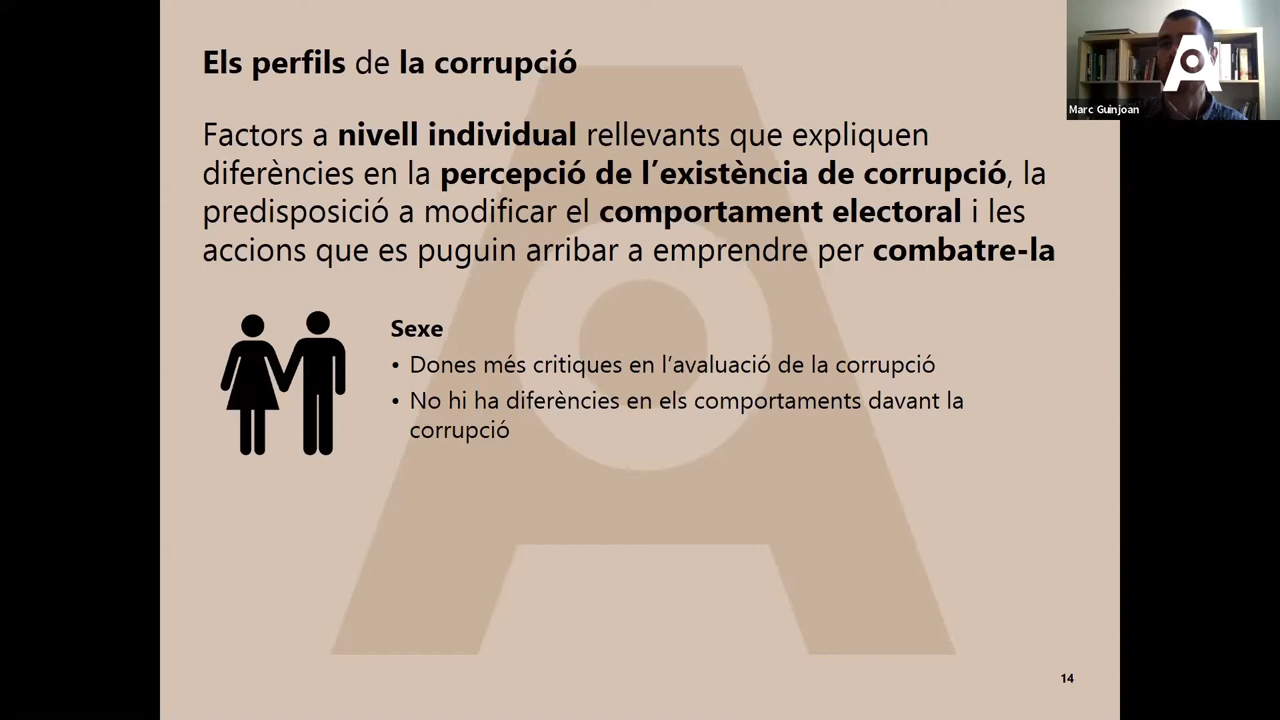 Els perfils de la corrupció
Marc Guinjoan
Factors a nivell individual rellevants que expliquen
diferències en la percepció de l’existència de corrupció, la
predisposició a modificar el comportament electoral i les
accions que es puguin arribar a emprendre per combatre-la
Sexe
• Dones més critiques en l’avaluació de la corrupció
• No hi ha diferències en els comportaments davant la
corrupció
14